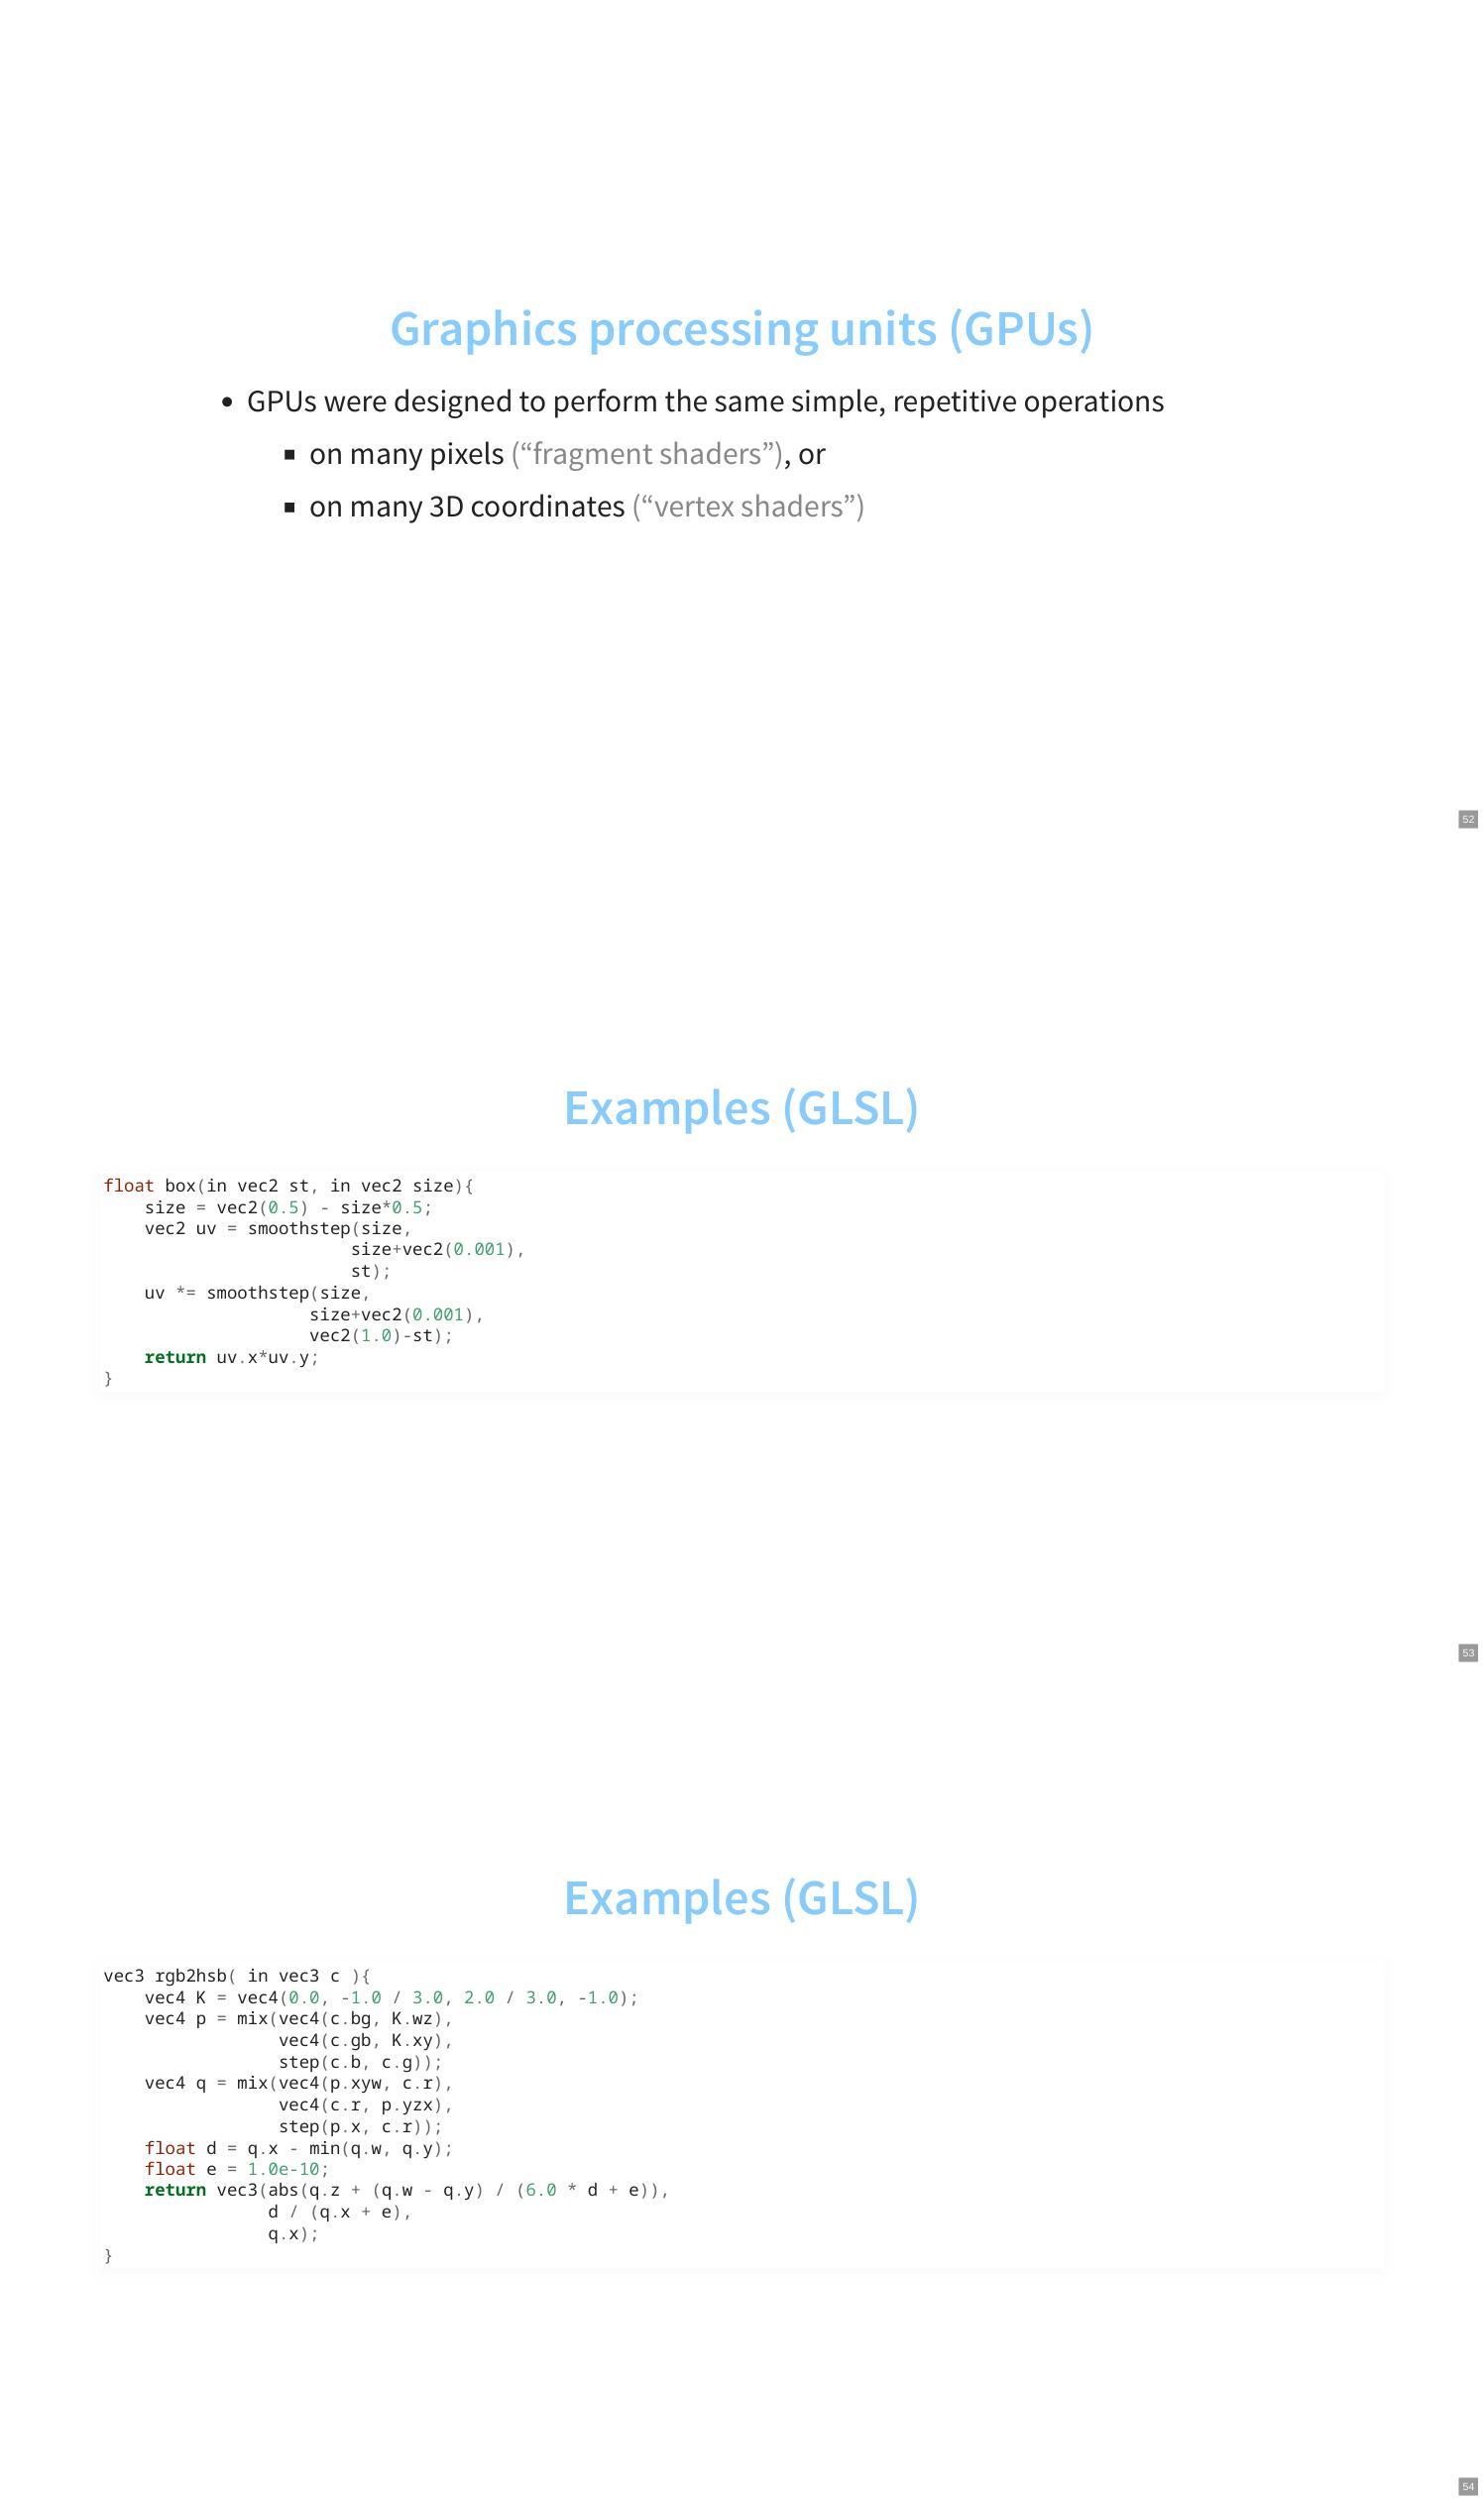 Graphics processing units (GPUs)
• GPUs were designed to perform the same simple, repetitive operations
▪ on many pixels (“fragment shaders”), or
▪ on many 3D coordinates (“vertex shaders”)
52
Examples (GLSL)
float box(in vec2 st, in vec2 size){
    size = vec2(0.5) - size*0.5;
    vec2 uv = smoothstep(size,
                        size+vec2(0.001),
                        st);
    uv *= smoothstep(size,
                    size+vec2(0.001),
                    vec2(1.0)-st);
    return uv.x*uv.y;
}
53
Examples (GLSL)
vec3 rgb2hsb( in vec3 c ){
    vec4 K = vec4(0.0, -1.0 / 3.0, 2.0 / 3.0, -1.0);
    vec4 p = mix(vec4(c.bg, K.wz),
                 vec4(c.gb, K.xy),
                 step(c.b, c.g));
    vec4 q = mix(vec4(p.xyw, c.r),
                 vec4(c.r, p.yzx),
                 step(p.x, c.r));
    float d = q.x - min(q.w, q.y);
    float e = 1.0e-10;
    return vec3(abs(q.z + (q.w - q.y) / (6.0 * d + e)),
                d / (q.x + e),
                q.x);
}
54